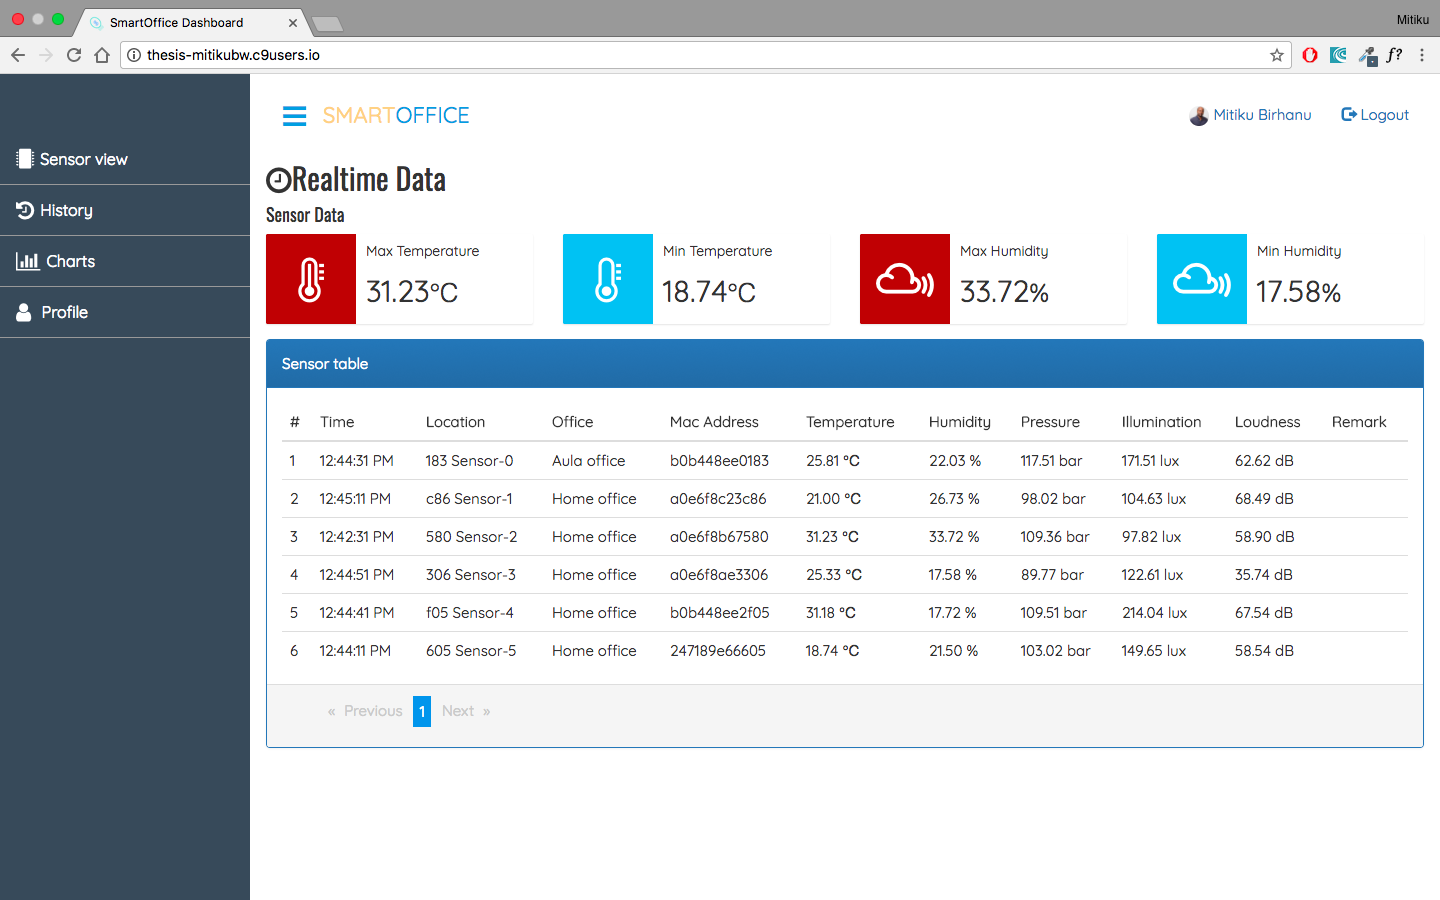 SmartOffice Dashboard
Mitiku
thesis-mitikubw.c9users.io
f?
SMARTOFFICE
Mitiku Birhanu
Logout
Sensor view
History
Charts
Profile
Realtime Data
Sensor Data
Max Temperature
31.23°C
Min Temperature
18.74°C
Max Humidity
33.72%
Min Humidity
17.58%
Sensor table
# Time Location Office Mac Address Temperature Humidity Pressure Illumination Loudness Remark
1 12:44:31 PM 183 Sensor-0 Aula office b0b448ee0183 25.81 °C 22.03 % 117.51 bar 171.51 lux 62.62 dB
2 12:45:11 PM c86 Sensor-1 Home office a0e6f8c23c86 21.00 °C 26.73 % 98.02 bar 104.63 lux 68.49 dB
3 12:42:31 PM 580 Sensor-2 Home office a0e6f8b67580 31.23 °C 33.72 % 109.36 bar 97.82 lux 58.90 dB
4 12:44:51 PM 306 Sensor-3 Home office a0e6f8ae3306 25.33 °C 17.58 % 89.77 bar 122.61 lux 35.74 dB
5 12:44:41 PM f05 Sensor-4 Home office b0b448ee2f05 31.18 °C 17.72 % 109.51 bar 214.04 lux 67.54 dB
6 12:44:11 PM 605 Sensor-5 Home office 247189e66605 18.74 °C 21.50 % 103.02 bar 149.65 lux 58.54 dB
« Previous 1 Next »